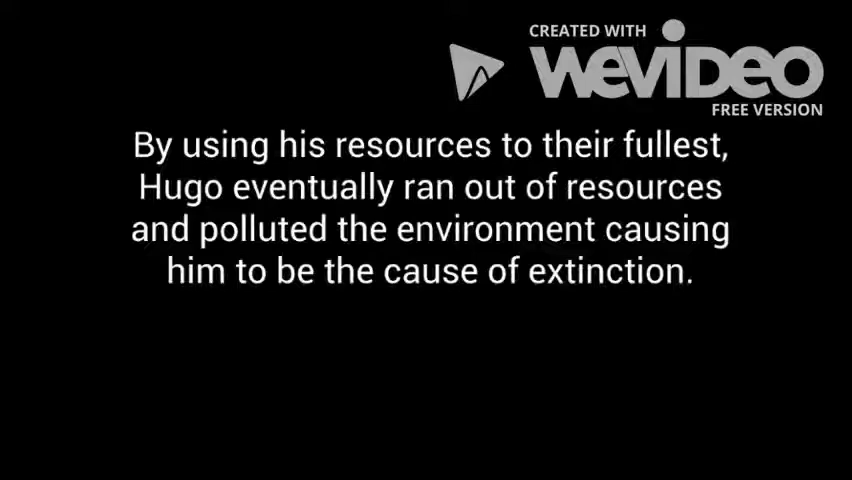 CREATED WITH
WEVIDEO
FREE VERSION
By using his resources to their fullest,
Hugo eventually ran out of resources
and polluted the environment causing
him to be the cause of extinction.